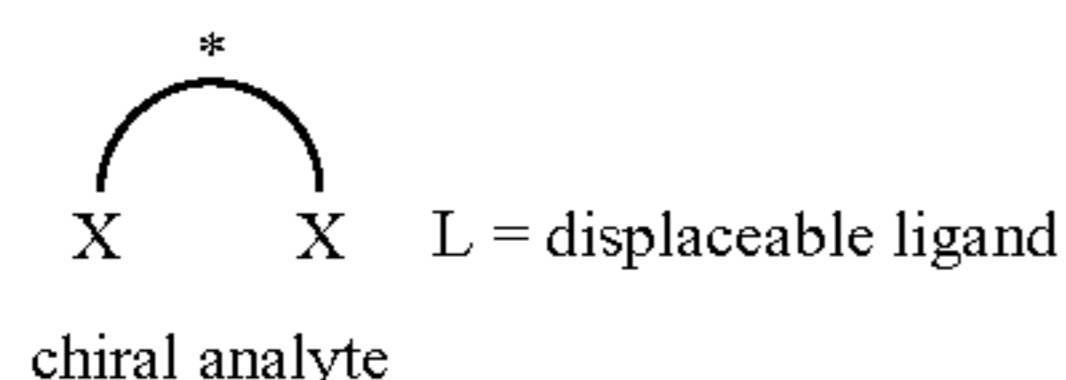 *
X X L = displaceable ligand
chiral analyte